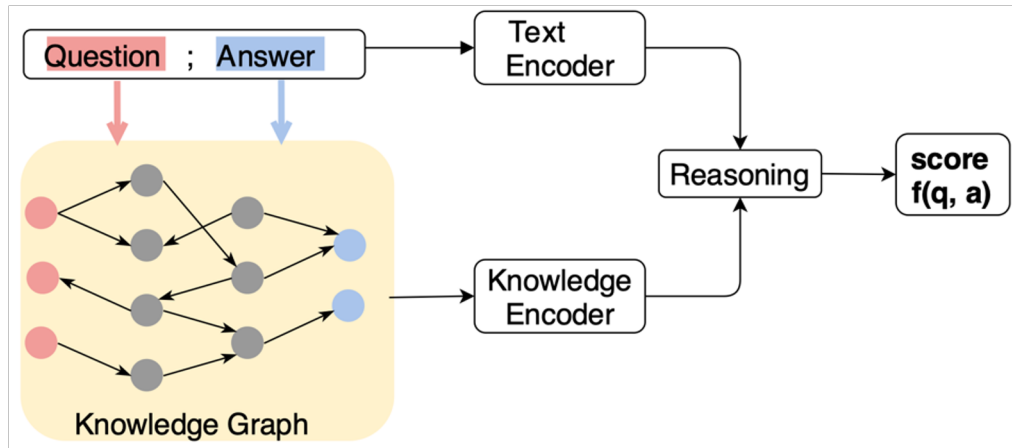 Question ; Answer
Text
Encoder
Reasoning
score
f(q, a)
Knowledge
Encoder
Knowledge Graph